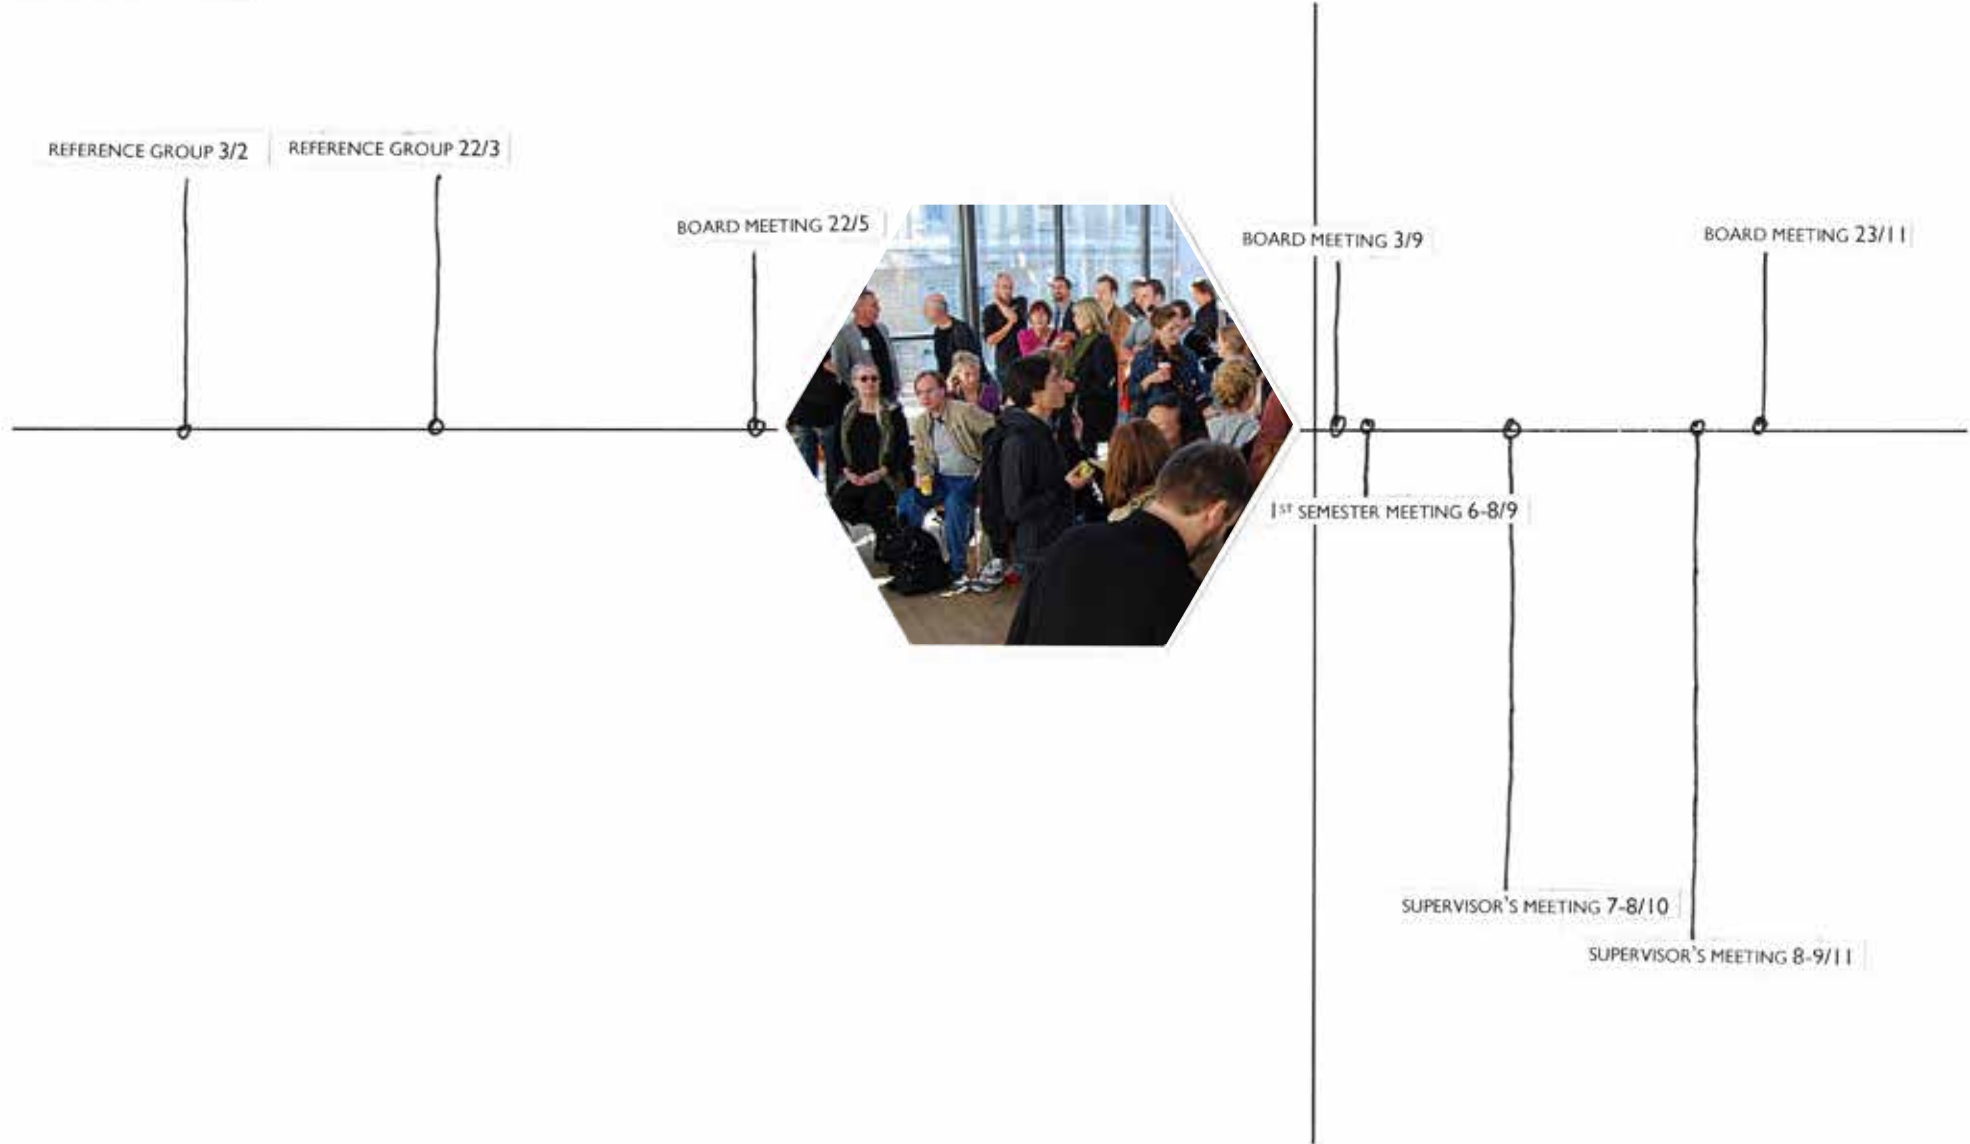 REFERENCE GROUP 3/2
REFERENCE GROUP 22/3
BOARD MEETING 22/5
BOARD MEETING 3/9
BOARD MEETING 23/11
1ST SEMESTER MEETING 6-8/9
SUPERVISOR'S MEETING 7-8/10
SUPERVISOR'S MEETING 8-9/11